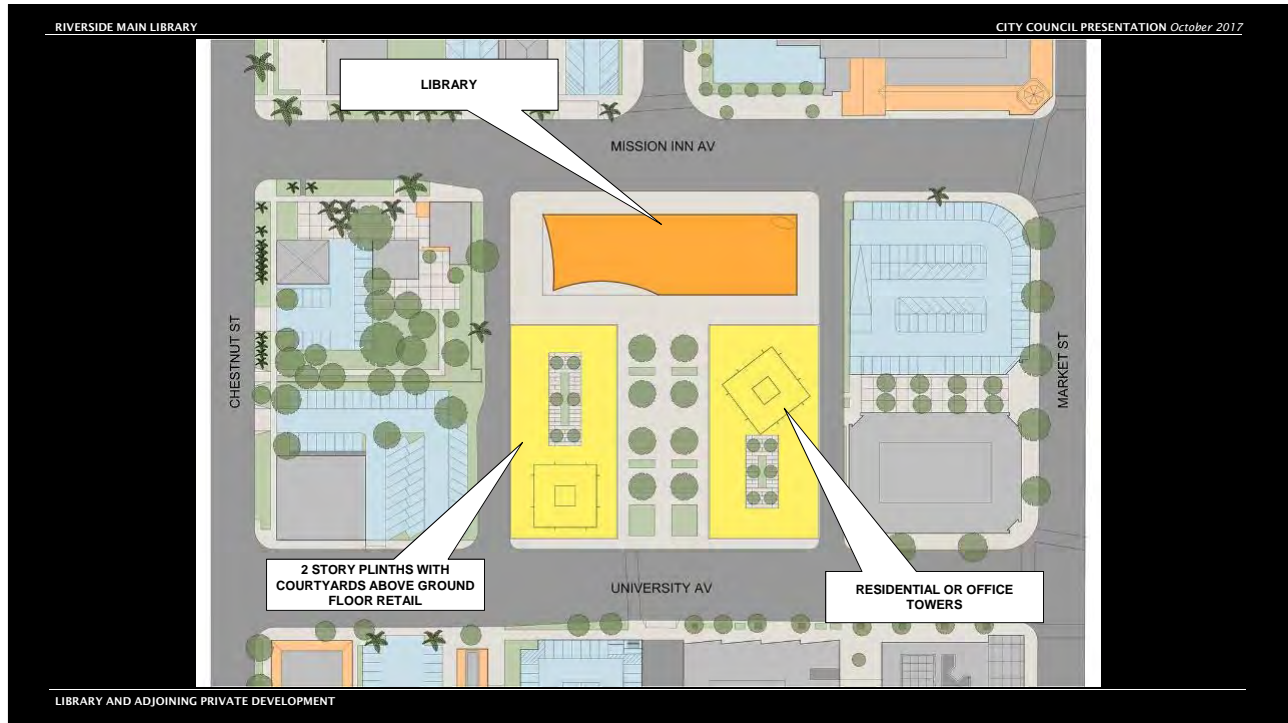 RIVERSIDE MAIN LIBRARY
CITY COUNCIL PRESENTATION October 2017
LIBRARY
MISSION INN AV
CHESTNUT ST
MARKET ST
2 STORY PLINTHS WITH
COURTYARDS ABOVE GROUND
FLOOR RETAIL
UNIVERSITY AV
RESIDENTIAL OR OFFICE
TOWERS
LIBRARY AND ADJOINING PRIVATE DEVELOPMENT